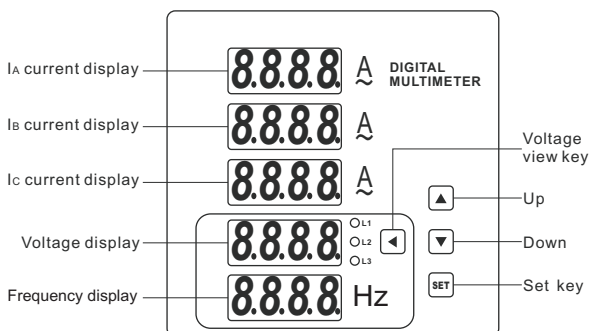 IA current display
8.8.8.8.
A
DIGITAL
MULTIMETER
IB current display
8.8.8.8.
A
IC current display
8.8.8.8.
A
Voltage
view key
Up
Voltage display
8.8.8.8.
L1
L2
L3
Down
Frequency display
8.8.8.8.
Hz
SET
Set key